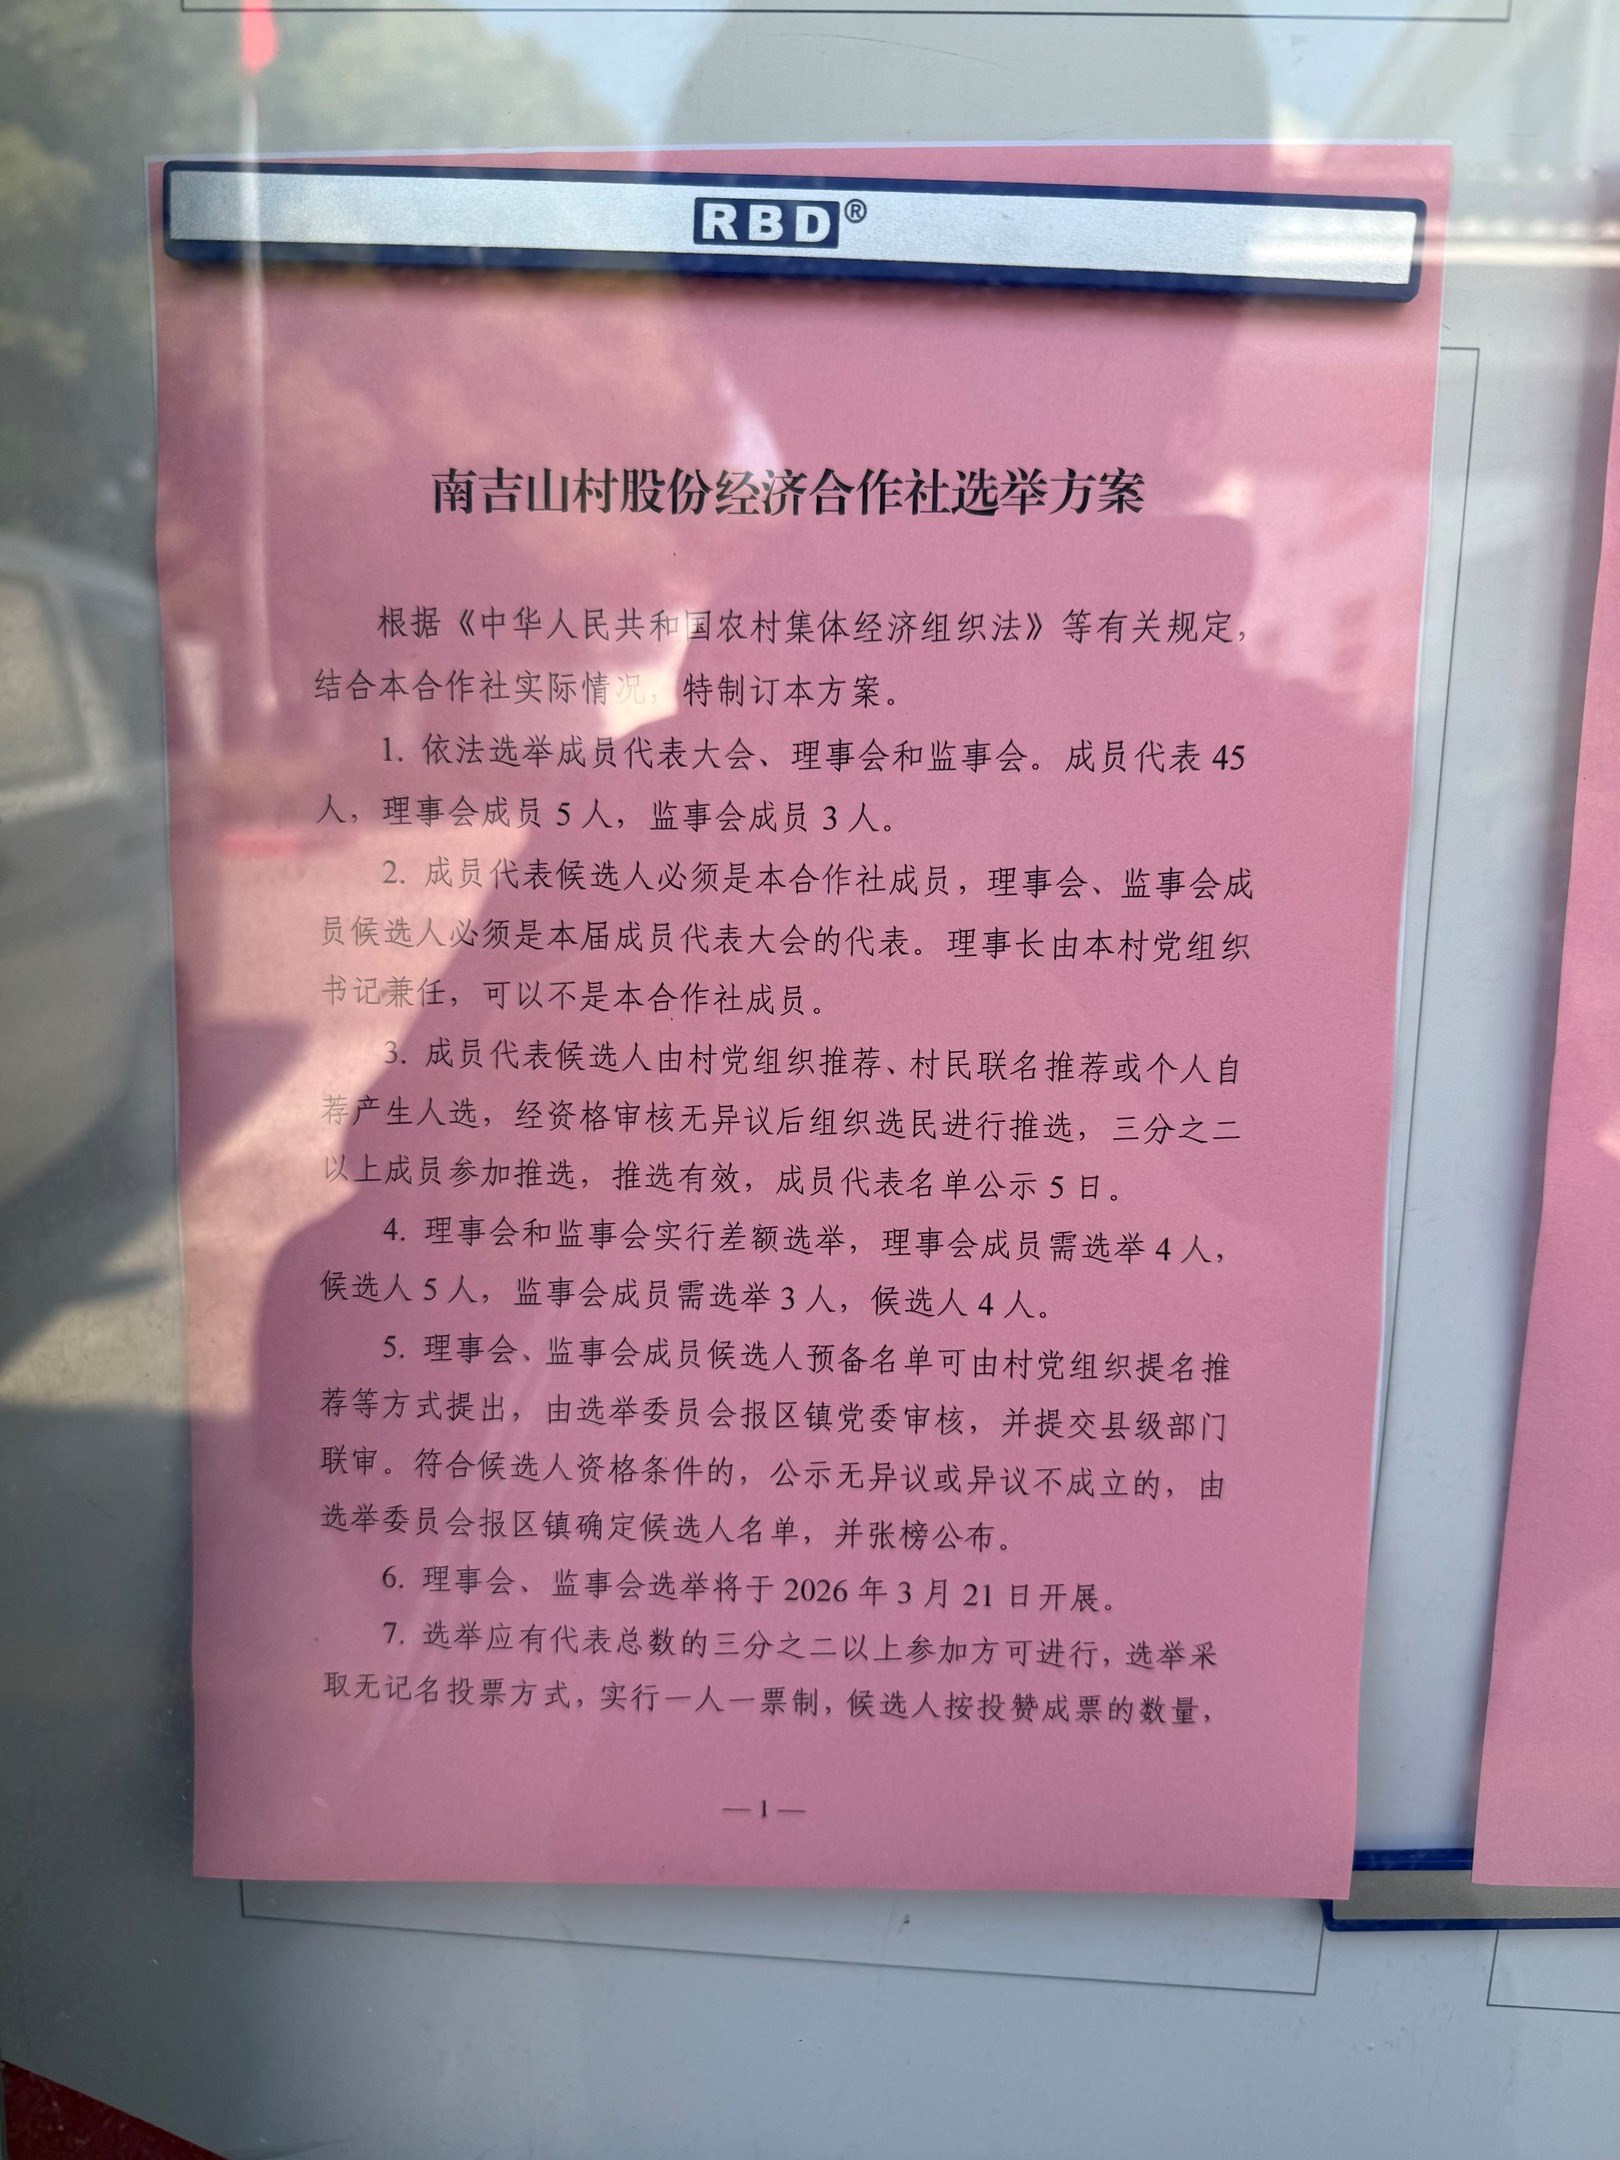 RBD®
南吉山村股份经济合作社选举方案
根据《中华人民共和国农村集体经济组织法》等有关规定，
结合本合作社实际情况，特制订本方案。
1. 依法选举成员代表大会、理事会和监事会。成员代表 45
人，理事会成员 5 人，监事会成员 3 人。
2. 成员代表候选人必须是本合作社成员，理事会、监事会成
员候选人必须是本届成员代表大会的代表。理事长由本村党组织
书记兼任，可以不是本合作社成员。
3. 成员代表候选人由村党组织推荐、村民联名推荐或个人自
荐产生人选，经资格审核无异议后组织选民进行推选，三分之二
以上成员参加推选，推选有效，成员代表名单公示 5 日。
4. 理事会和监事会实行差额选举，理事会成员需选举 4 人，
候选人 5 人，监事会成员需选举 3 人，候选人 4 人。
5. 理事会、监事会成员候选人预备名单可由村党组织提名推
荐等方式提出，由选举委员会报区镇党委审核，并提交县级部门
联审。符合候选人资格条件的，公示无异议或异议不成立的，由
选举委员会报区镇确定候选人名单，并张榜公布。
6. 理事会、监事会选举将于 2026 年 3 月 21 日开展。
7. 选举应有代表总数的三分之二以上参加方可进行，选举采
取无记名投票方式，实行一人一票制，候选人按投赞成票的数量，
— 1 —